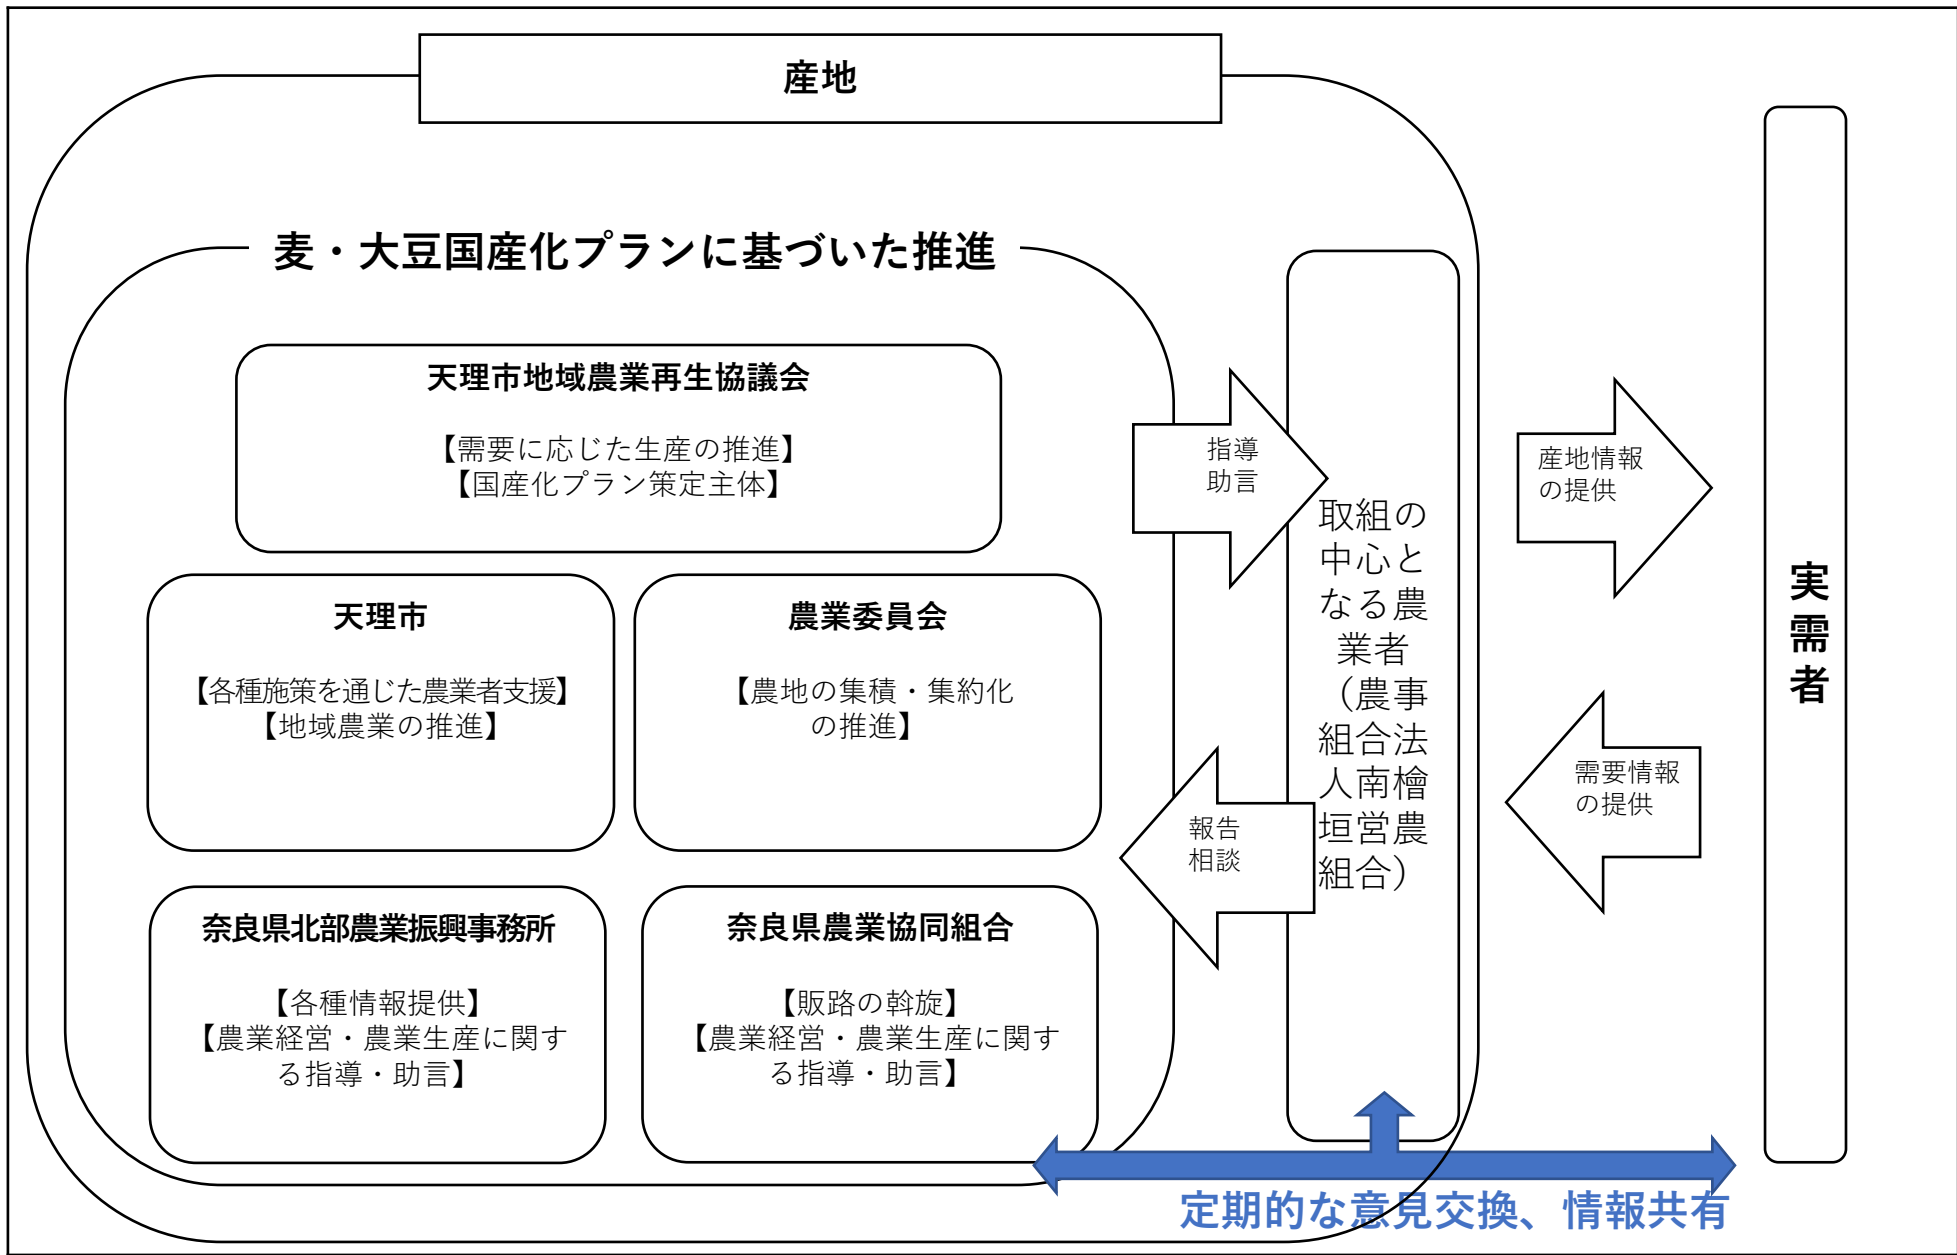 産地
麦・大豆国産化プランに基づいた推進
天理市地域農業再生協議会
【需要に応じた生産の推進】
【国産化プラン策定主体】
天理市
【各種施策を通じた農業者支援】
【地域農業の推進】
農業委員会
【農地の集積・集約化
の推進】
奈良県北部農業振興事務所
【各種情報提供】
【農業経営・農業生産に関す
る指導・助言】
奈良県農業協同組合
【販路の斡旋】
【農業経営・農業生産に関す
る指導・助言】
指導
助言
報告
相談
取組の
中心と
なる農
業者
（農事
組合法
人南檜
垣営農
組合）
産地情報
の提供
需要情報
の提供
実需者
定期的な意見交換、情報共有